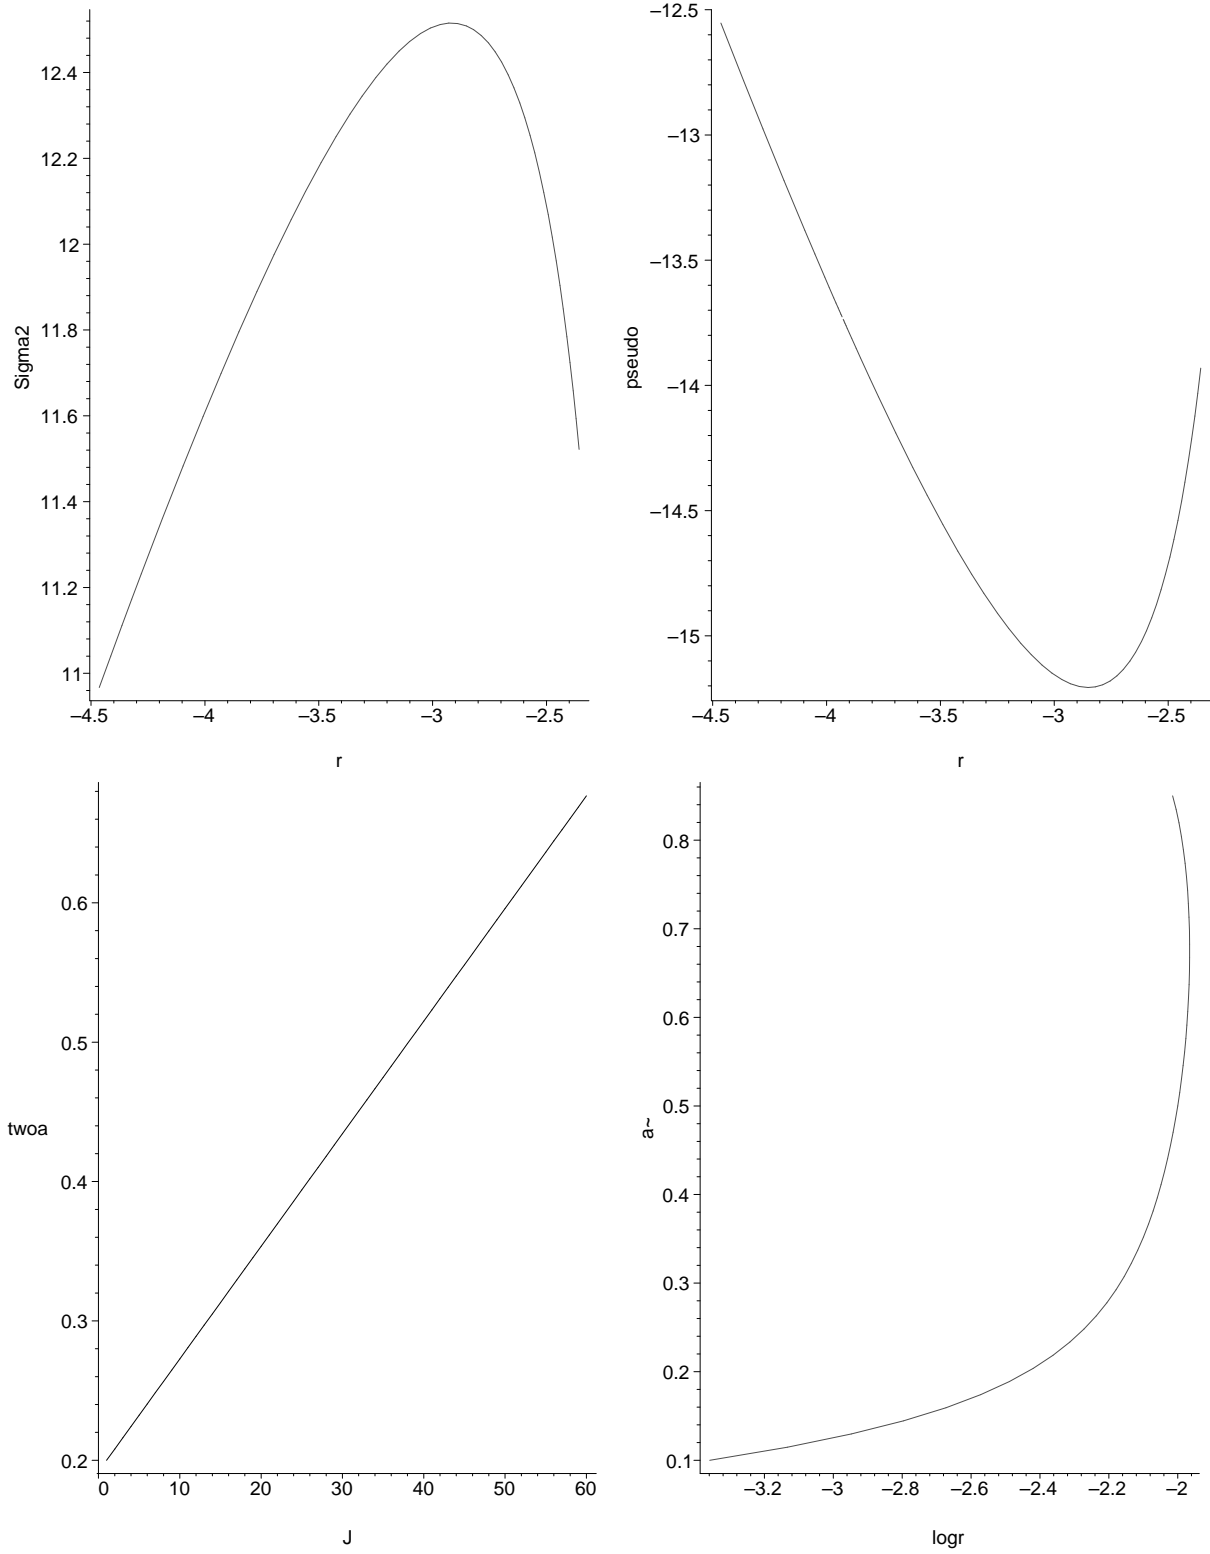 12.4
12.2
12
11.8
11.6
11.4
11.2
11
Sigma2
–4.5 –4 –3.5 –3 –2.5
r
–12.5
–13
–13.5
–14
–14.5
–15
pseudo
–4.5 –4 –3.5 –3 –2.5
r
0.6
0.5
0.4
0.3
0.2
twoa
0 10 20 30 40 50 60
J
0.8
0.7
0.6
0.5
0.4
0.3
0.2
0.1
a~
–3.2 –3 –2.8 –2.6 –2.4 –2.2 –2
logr